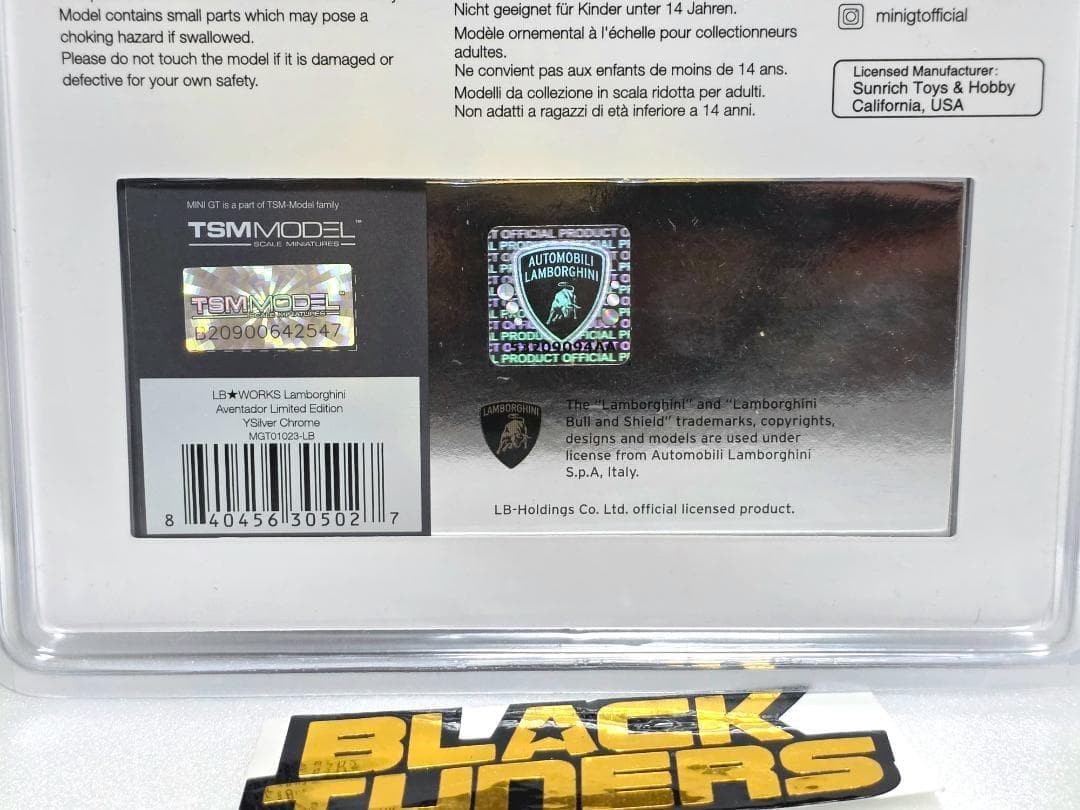 Model contains small parts which may pose a
choking hazard if swallowed.
Please do not touch the model if it is damaged or
defective for your own safety.
Nicht geeignet für Kinder unter 14 Jahren.
Modèle ornemental à l'échelle pour collectionneurs
adultes.
Ne convient pas aux enfants de moins de 14 ans.
Modelli da collezione in scala ridotta per adulti.
Non adatti a ragazzi di età inferiore a 14 anni.
minigtofficial
Licensed Manufacturer:
Sunrich Toys & Hobby
California, USA
MINI GT is a part of TSM-Model family
TSMMODEL™
SCALE MINIATURES
TSMMODEL
SCALE MINIATURES
B20900642547
LB★WORKS Lamborghini
Aventador Limited Edition
YSilver Chrome
MGT01023-LB
8 40456 30502 7
OFFICIAL PRODUCT
AUTOMOBILI
LAMBORGHINI
PRODUCT OFFICIAL
LAMBORGHINI
The "Lamborghini" and "Lamborghini
Bull and Shield" trademarks, copyrights,
designs and models are used under
license from Automobili Lamborghini
S.p.A, Italy.
LB-Holdings Co. Ltd. official licensed product.
BLACK
TUNERS